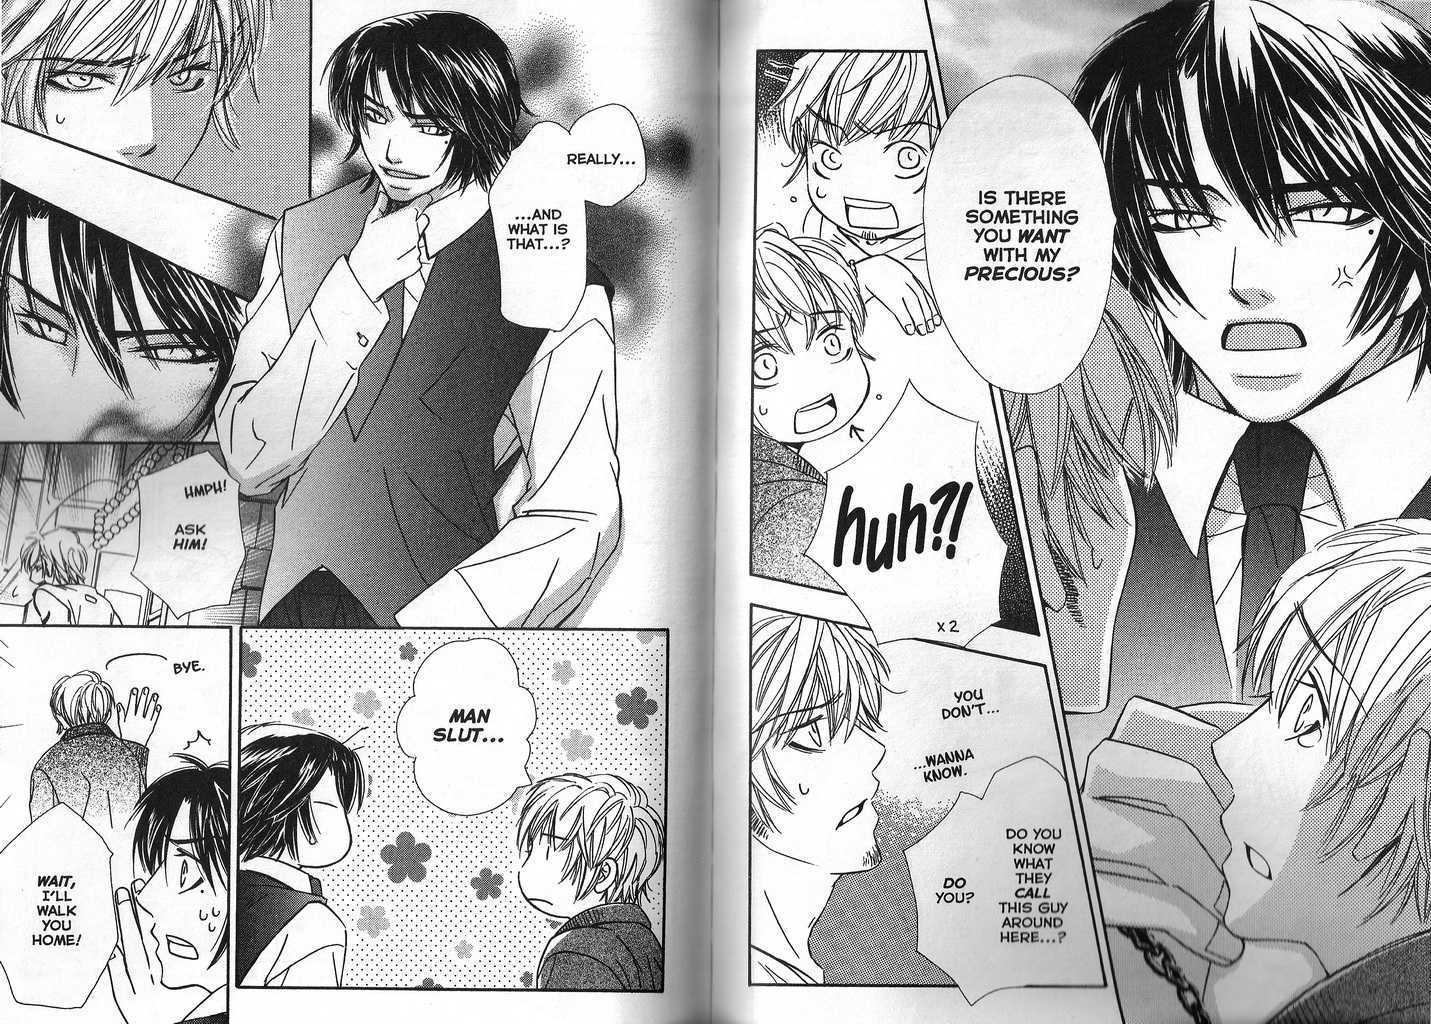 IS THERE
SOMETHING
YOU WANT
WITH MY
PRECIOUS?
huh?!
x 2
YOU
DON'T...
...WANNA
KNOW.
DO YOU
KNOW
WHAT
THEY
CALL
THIS GUY
AROUND
HERE...?
DO
YOU?
REALLY...
...AND
WHAT IS
THAT...?
HMPH!
ASK
HIM!
MAN
SLUT...
BYE.
WAIT,
I'LL
WALK
YOU
HOME!